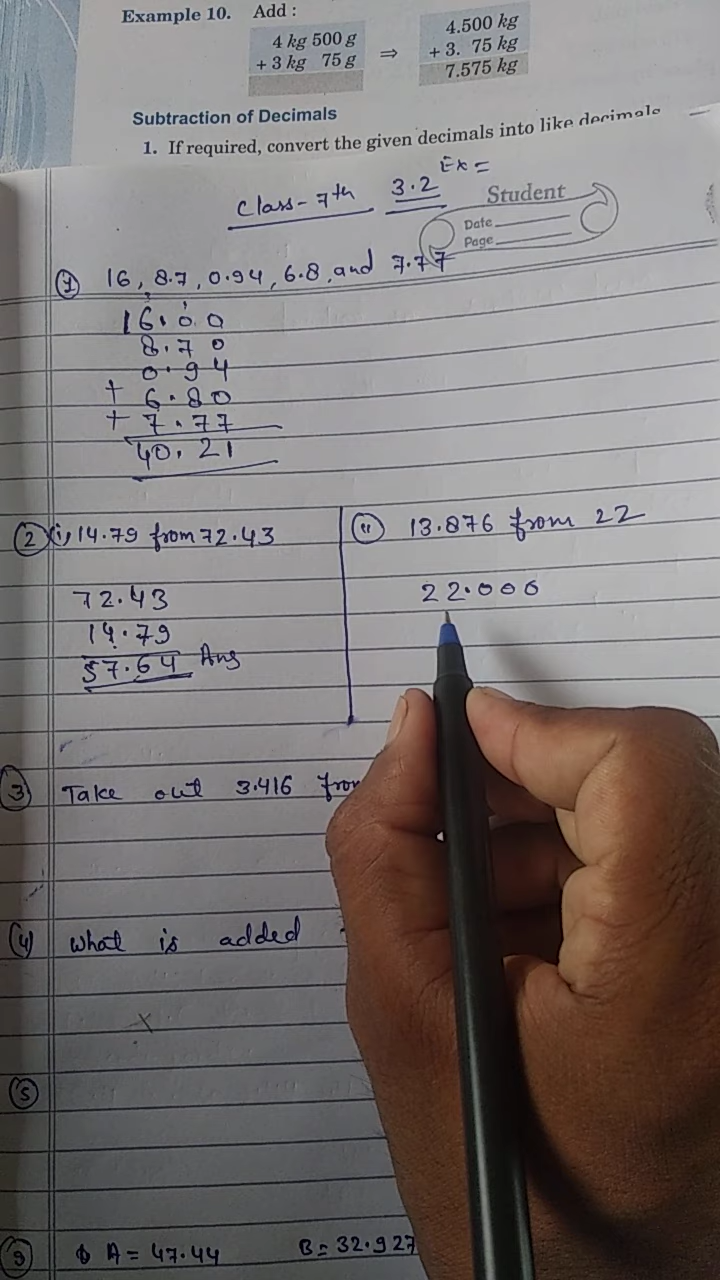 Example 10. Add :
4 kg 500 g
+ 3 kg 75 g
⇒
4.500 kg
+ 3. 75 kg
7.575 kg
Subtraction of Decimals
1. If required, convert the given decimals into like decimals
Class - 7th 3.2 Ex =
Student
Date
Page
(1) 16, 8.7, 0.94, 6.8, and 7.77
16.00
8.70
0.94
+ 6.80
+ 7.77
40.21
(2) (i) 14.79 from 72.43
72.43
14.79
57.64 Ans
(ii) 13.876 from 22
22.000
(3) Take out 3.416 from
(4) What is added
x
(5)
(9) A = 47.44 B = 32.927